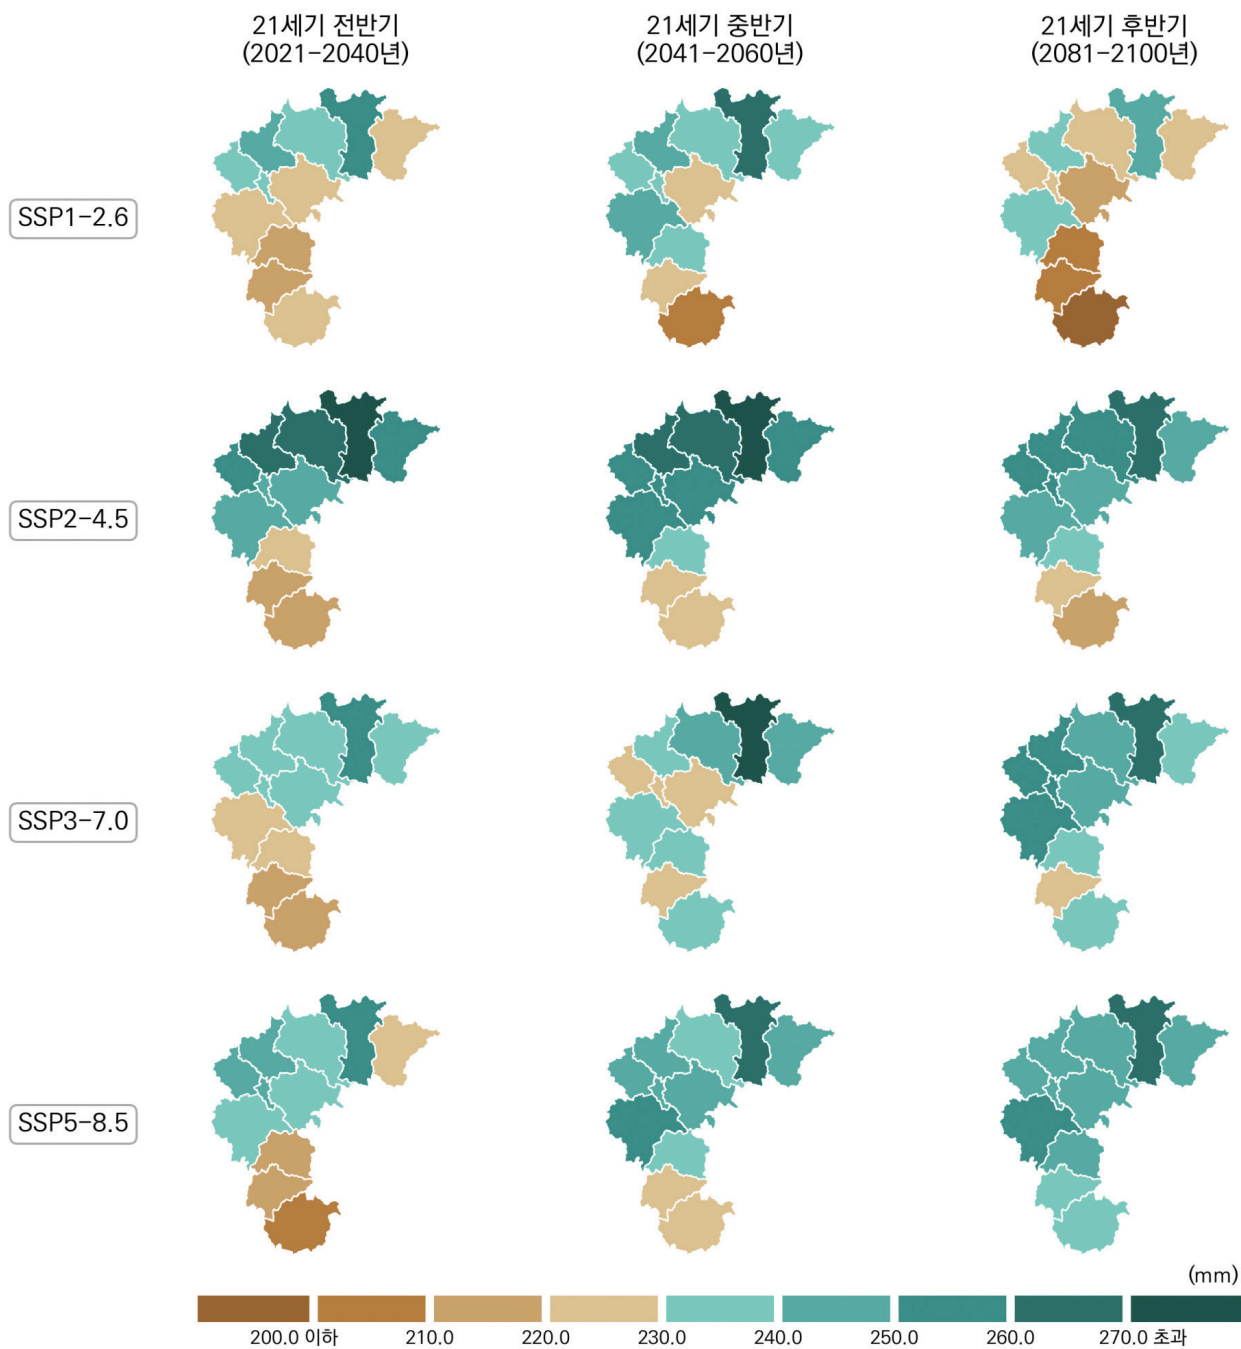 21세기 전반기
(2021-2040년)
21세기 중반기
(2041-2060년)
21세기 후반기
(2081-2100년)
SSP1-2.6
SSP2-4.5
SSP3-7.0
SSP5-8.5
(mm)
200.0 이하 210.0 220.0 230.0 240.0 250.0 260.0 270.0 초과